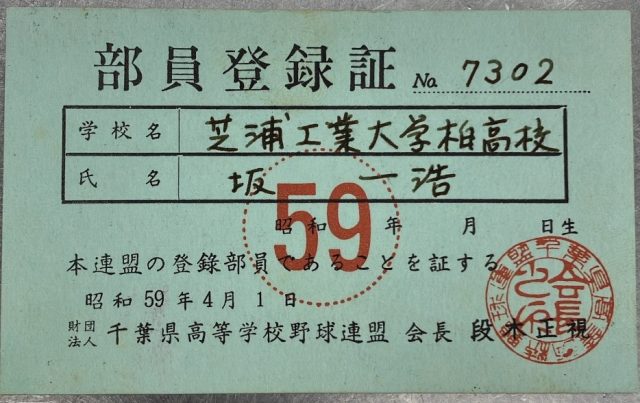 部員登録証 No. 7302
学校名 芝浦工業大学柏高校
氏名 坂 一浩
59
昭和 年 月 日生
本連盟の登録部員であることを証する
昭和59年4月1日
財団法人 千葉県高等学校野球連盟 会長 段木正視